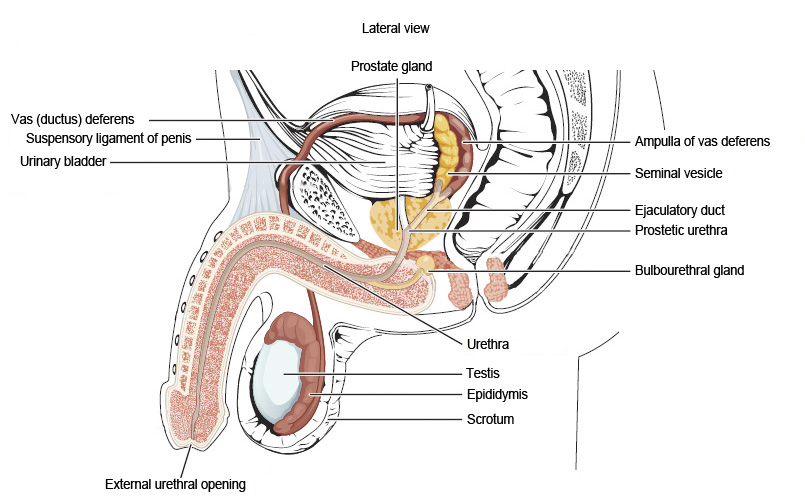 Lateral view
Prostate gland
Vas (ductus) deferens
Suspensory ligament of penis
Urinary bladder
Ampulla of vas deferens
Seminal vesicle
Ejaculatory duct
Prostetic urethra
Bulbourethral gland
Urethra
Testis
Epididymis
Scrotum
External urethral opening